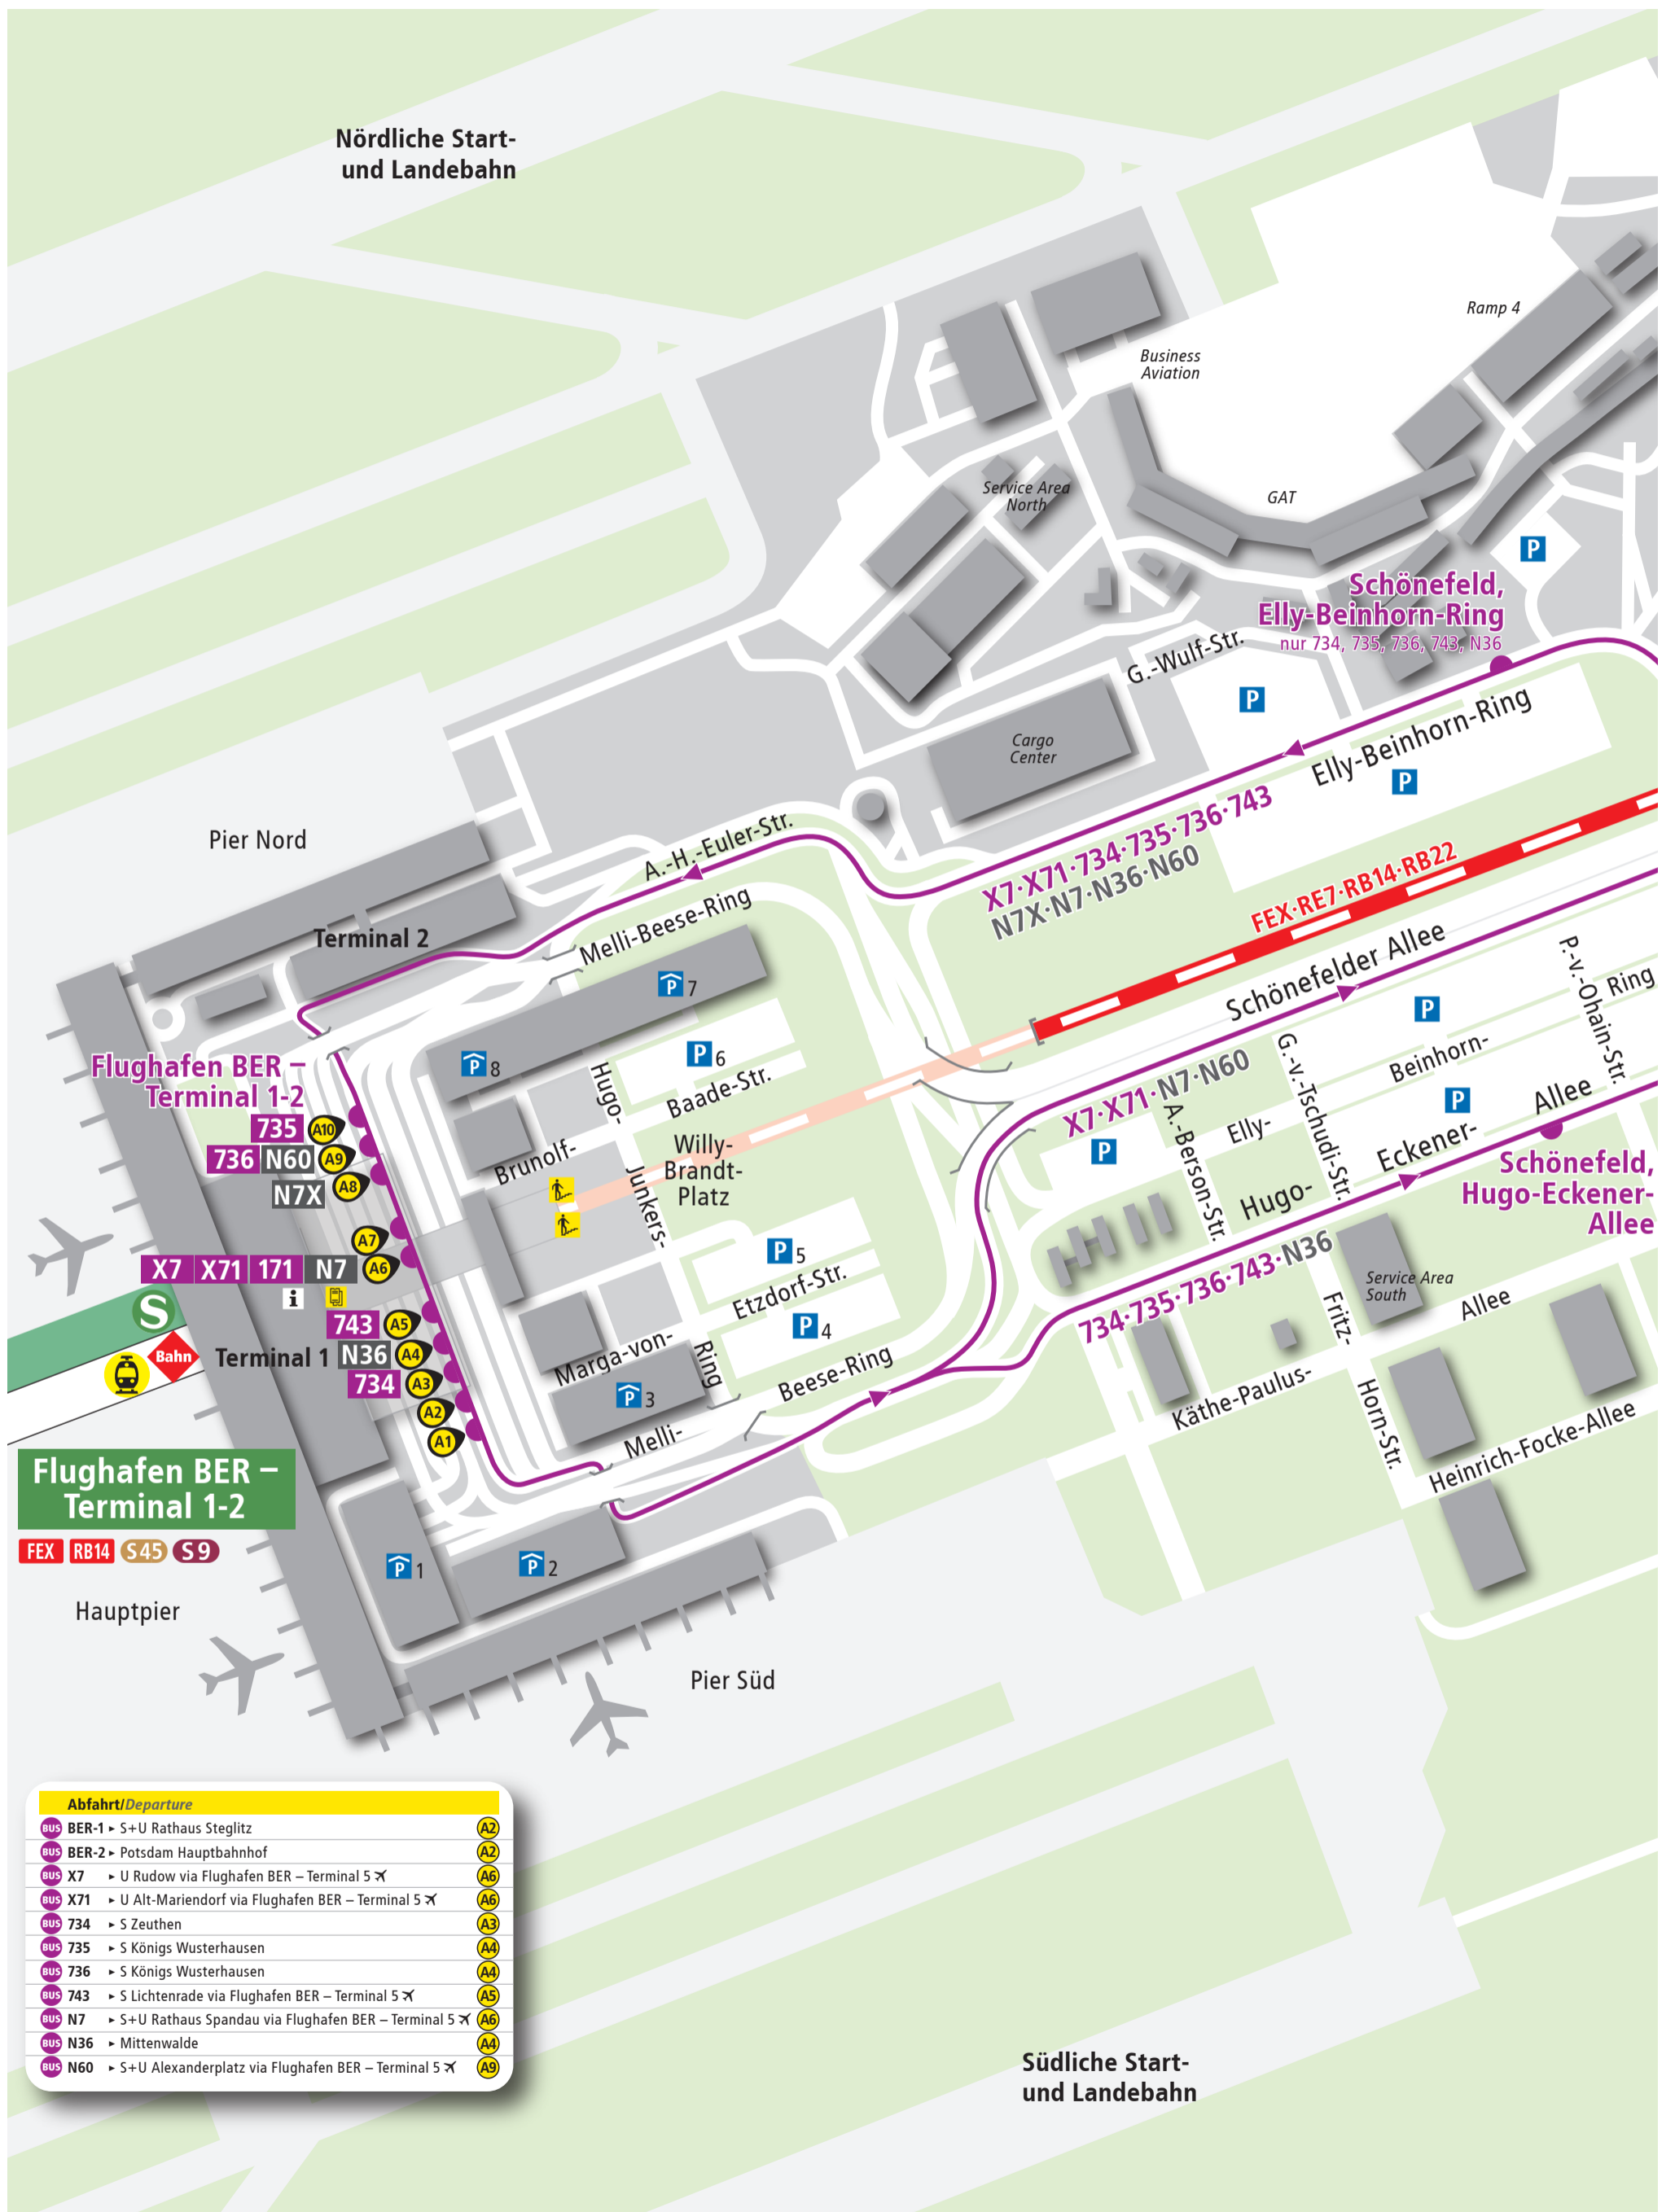 Nördliche Start-
und Landebahn
Ramp 4
Business
Aviation
Service Area
North
GAT
P
Schönefeld,
Elly-Beinhorn-Ring
nur 734, 735, 736, 743, N36
G.-Wulf-Str.
P
Cargo
Center
Elly-Beinhorn-Ring
P
X7·X71·734·735·736·743
N7X·N7·N36·N60
Pier Nord
A.-H.-Euler-Str.
Melli-Beese-Ring
FEX·RE7·RB14·RB22
Terminal 2
Schönefelder Allee
P.-v.-Ohain-Str.
Ring
P 7
P
P 6
P 8
Hugo-
Baade-Str.
G.-v.-Tschudi-Str.
Beinhorn-
Flughafen BER –
Terminal 1-2
X7·X71·N7·N60
P
Allee
735 A10
736 N60 A9
N7X A8
Brunolf-
Willy-
Brandt-
Platz
Junkers-
P
A.-Berson-Str.
Elly-
Eckener-
Hugo-
Schönefeld,
Hugo-Eckener-
Allee
A7
X7 X71 171 N7 A6
i
S
P 5
Etzdorf-Str.
734·735·736·743·N36
Service Area
South
743 A5
Bahn
Terminal 1
N36 A4
734 A3
A2
A1
P 4
Marga-von-
Ring
P 3
Beese-Ring
Melli-
Fritz-
Allee
Käthe-Paulus-
Horn-Str.
Heinrich-Focke-Allee
Flughafen BER –
Terminal 1-2
FEX RB14 S45 S9
P 1
P 2
Hauptpier
Pier Süd
Abfahrt/Departure
BUS BER-1 ▸ S+U Rathaus Steglitz A2
BUS BER-2 ▸ Potsdam Hauptbahnhof A2
BUS X7 ▸ U Rudow via Flughafen BER – Terminal 5 A6
BUS X71 ▸ U Alt-Mariendorf via Flughafen BER – Terminal 5 A6
BUS 734 ▸ S Zeuthen A3
BUS 735 ▸ S Königs Wusterhausen A4
BUS 736 ▸ S Königs Wusterhausen A4
BUS 743 ▸ S Lichtenrade via Flughafen BER – Terminal 5 A5
BUS N7 ▸ S+U Rathaus Spandau via Flughafen BER – Terminal 5 A6
BUS N36 ▸ Mittenwalde A4
BUS N60 ▸ S+U Alexanderplatz via Flughafen BER – Terminal 5 A9
Südliche Start-
und Landebahn